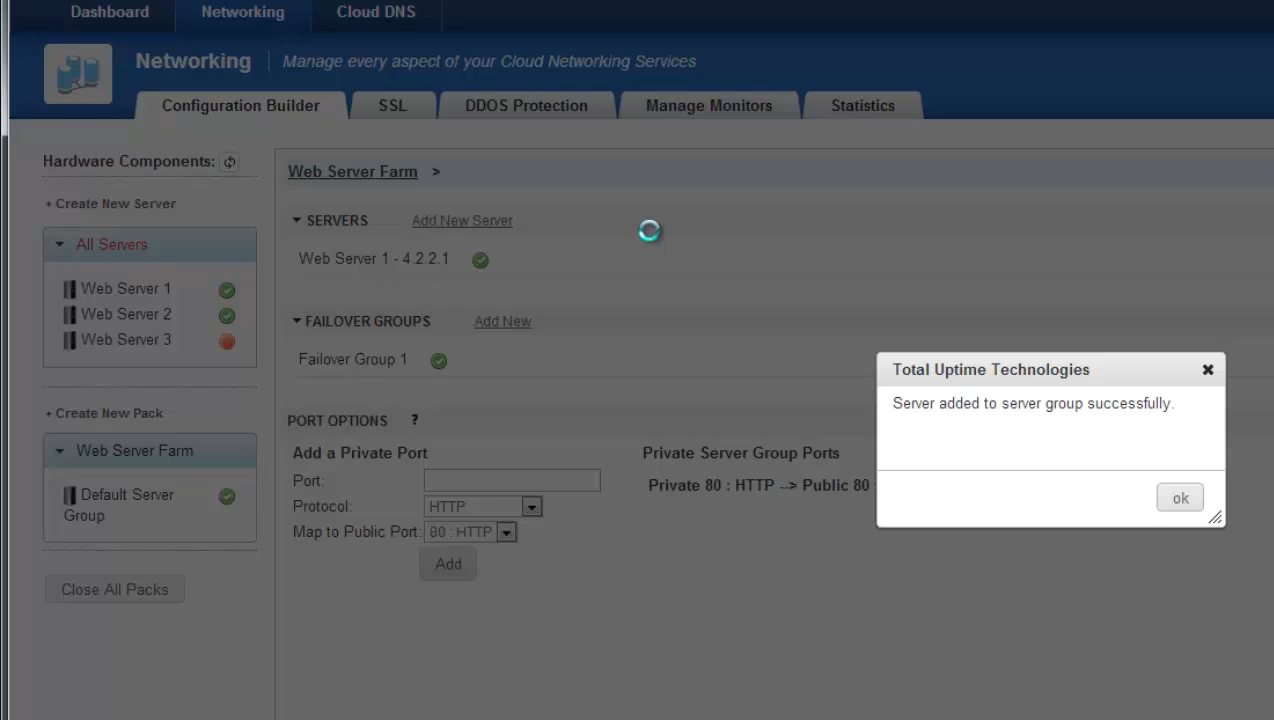 Dashboard Networking Cloud DNS
Networking Manage every aspect of your Cloud Networking Services
Configuration Builder SSL DDOS Protection Manage Monitors Statistics
Hardware Components:
+ Create New Server
All Servers
Web Server 1
Web Server 2
Web Server 3
+ Create New Pack
Web Server Farm
Default Server
Group
Close All Packs
Web Server Farm >
SERVERS Add New Server
Web Server 1 - 4.2.2.1
FAILOVER GROUPS Add New
Failover Group 1
PORT OPTIONS ?
Add a Private Port
Port:
Protocol: HTTP
Map to Public Port: 80 : HTTP
Add
Private Server Group Ports
Private 80 : HTTP --> Public 80 :
Total Uptime Technologies
Server added to server group successfully.
ok